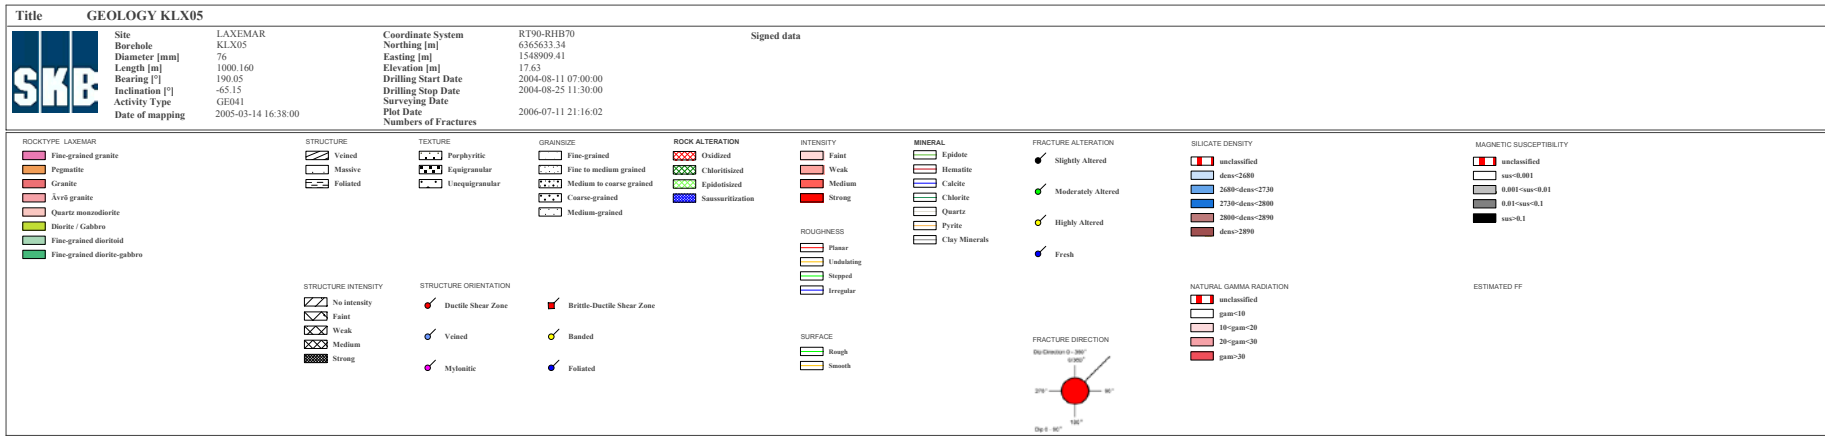 Title GEOLOGY KLX05
SKB
Site LAXEMAR
Borehole KLX05
Diameter [mm] 76
Length [m] 1000.160
Bearing [°] 190.05
Inclination [°] -65.15
Activity Type GE041
Date of mapping 2005-03-14 16:38:00
Coordinate System RT90-RHB70
Northing [m] 6365633.34
Easting [m] 1548909.41
Elevation [m] 17.63
Drilling Start Date 2004-08-11 07:00:00
Drilling Stop Date 2004-08-25 11:30:00
Surveying Date
Plot Date 2006-07-11 21:16:02
Numbers of Fractures
Signed data
ROCKTYPE LAXEMAR
Fine-grained granite
Pegmatite
Granite
Ävrö granite
Quartz monzodiorite
Diorite / Gabbro
Fine-grained dioritoid
Fine-grained diorite-gabbro
STRUCTURE
Veined
Massive
Foliated
TEXTURE
Porphyritic
Equigranular
Unequigranular
GRAINSIZE
Fine-grained
Fine to medium grained
Medium to coarse grained
Coarse-grained
Medium-grained
ROCK ALTERATION
Oxidized
Chloritisized
Epidotisized
Saussuritization
INTENSITY
Faint
Weak
Medium
Strong
MINERAL
Epidote
Hematite
Calcite
Chlorite
Quartz
Pyrite
Clay Minerals
FRACTURE ALTERATION
Slightly Altered
Moderately Altered
Highly Altered
Fresh
SILICATE DENSITY
unclassified
dens<2680
2680<dens<2730
2730<dens<2800
2800<dens<2890
dens>2890
MAGNETIC SUSCEPTIBILITY
unclassified
sus<0.001
0.001<sus<0.01
0.01<sus<0.1
sus>0.1
ROUGHNESS
Planar
Undulating
Stepped
Irregular
STRUCTURE INTENSITY
No intensity
Faint
Weak
Medium
Strong
STRUCTURE ORIENTATION
Ductile Shear Zone
Brittle-Ductile Shear Zone
Veined
Banded
Mylonitic
Foliated
SURFACE
Rough
Smooth
FRACTURE DIRECTION
Dip Direction 0 - 360°
0/360°
270°
90°
180°
Dip 0 - 90°
NATURAL GAMMA RADIATION
unclassified
gam<10
10<gam<20
20<gam<30
gam>30
ESTIMATED FF